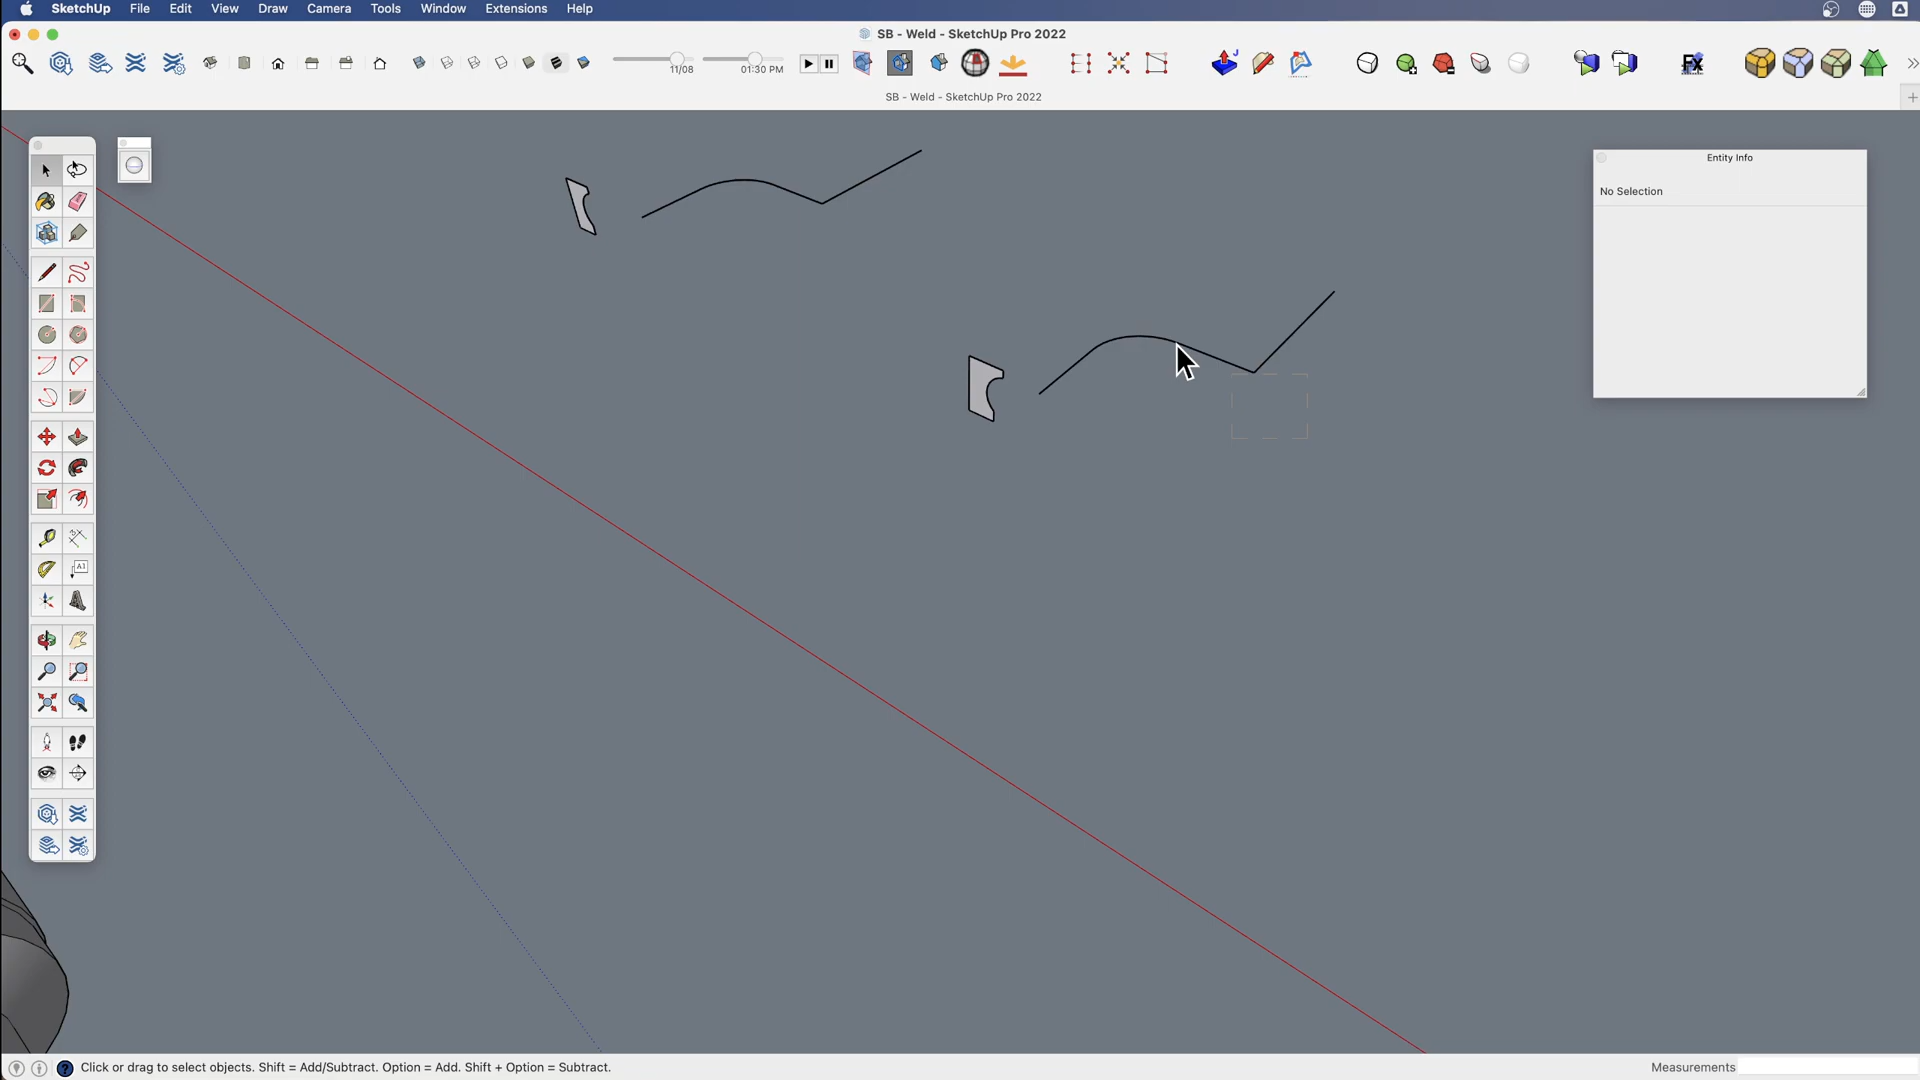 SketchUp File Edit View Draw Camera Tools Window Extensions Help
SB - Weld - SketchUp Pro 2022
11/08
01:30 PM
FX
SB - Weld - SketchUp Pro 2022
Entity Info
No Selection
A1
Click or drag to select objects. Shift = Add/Subtract. Option = Add. Shift + Option = Subtract.
Measurements